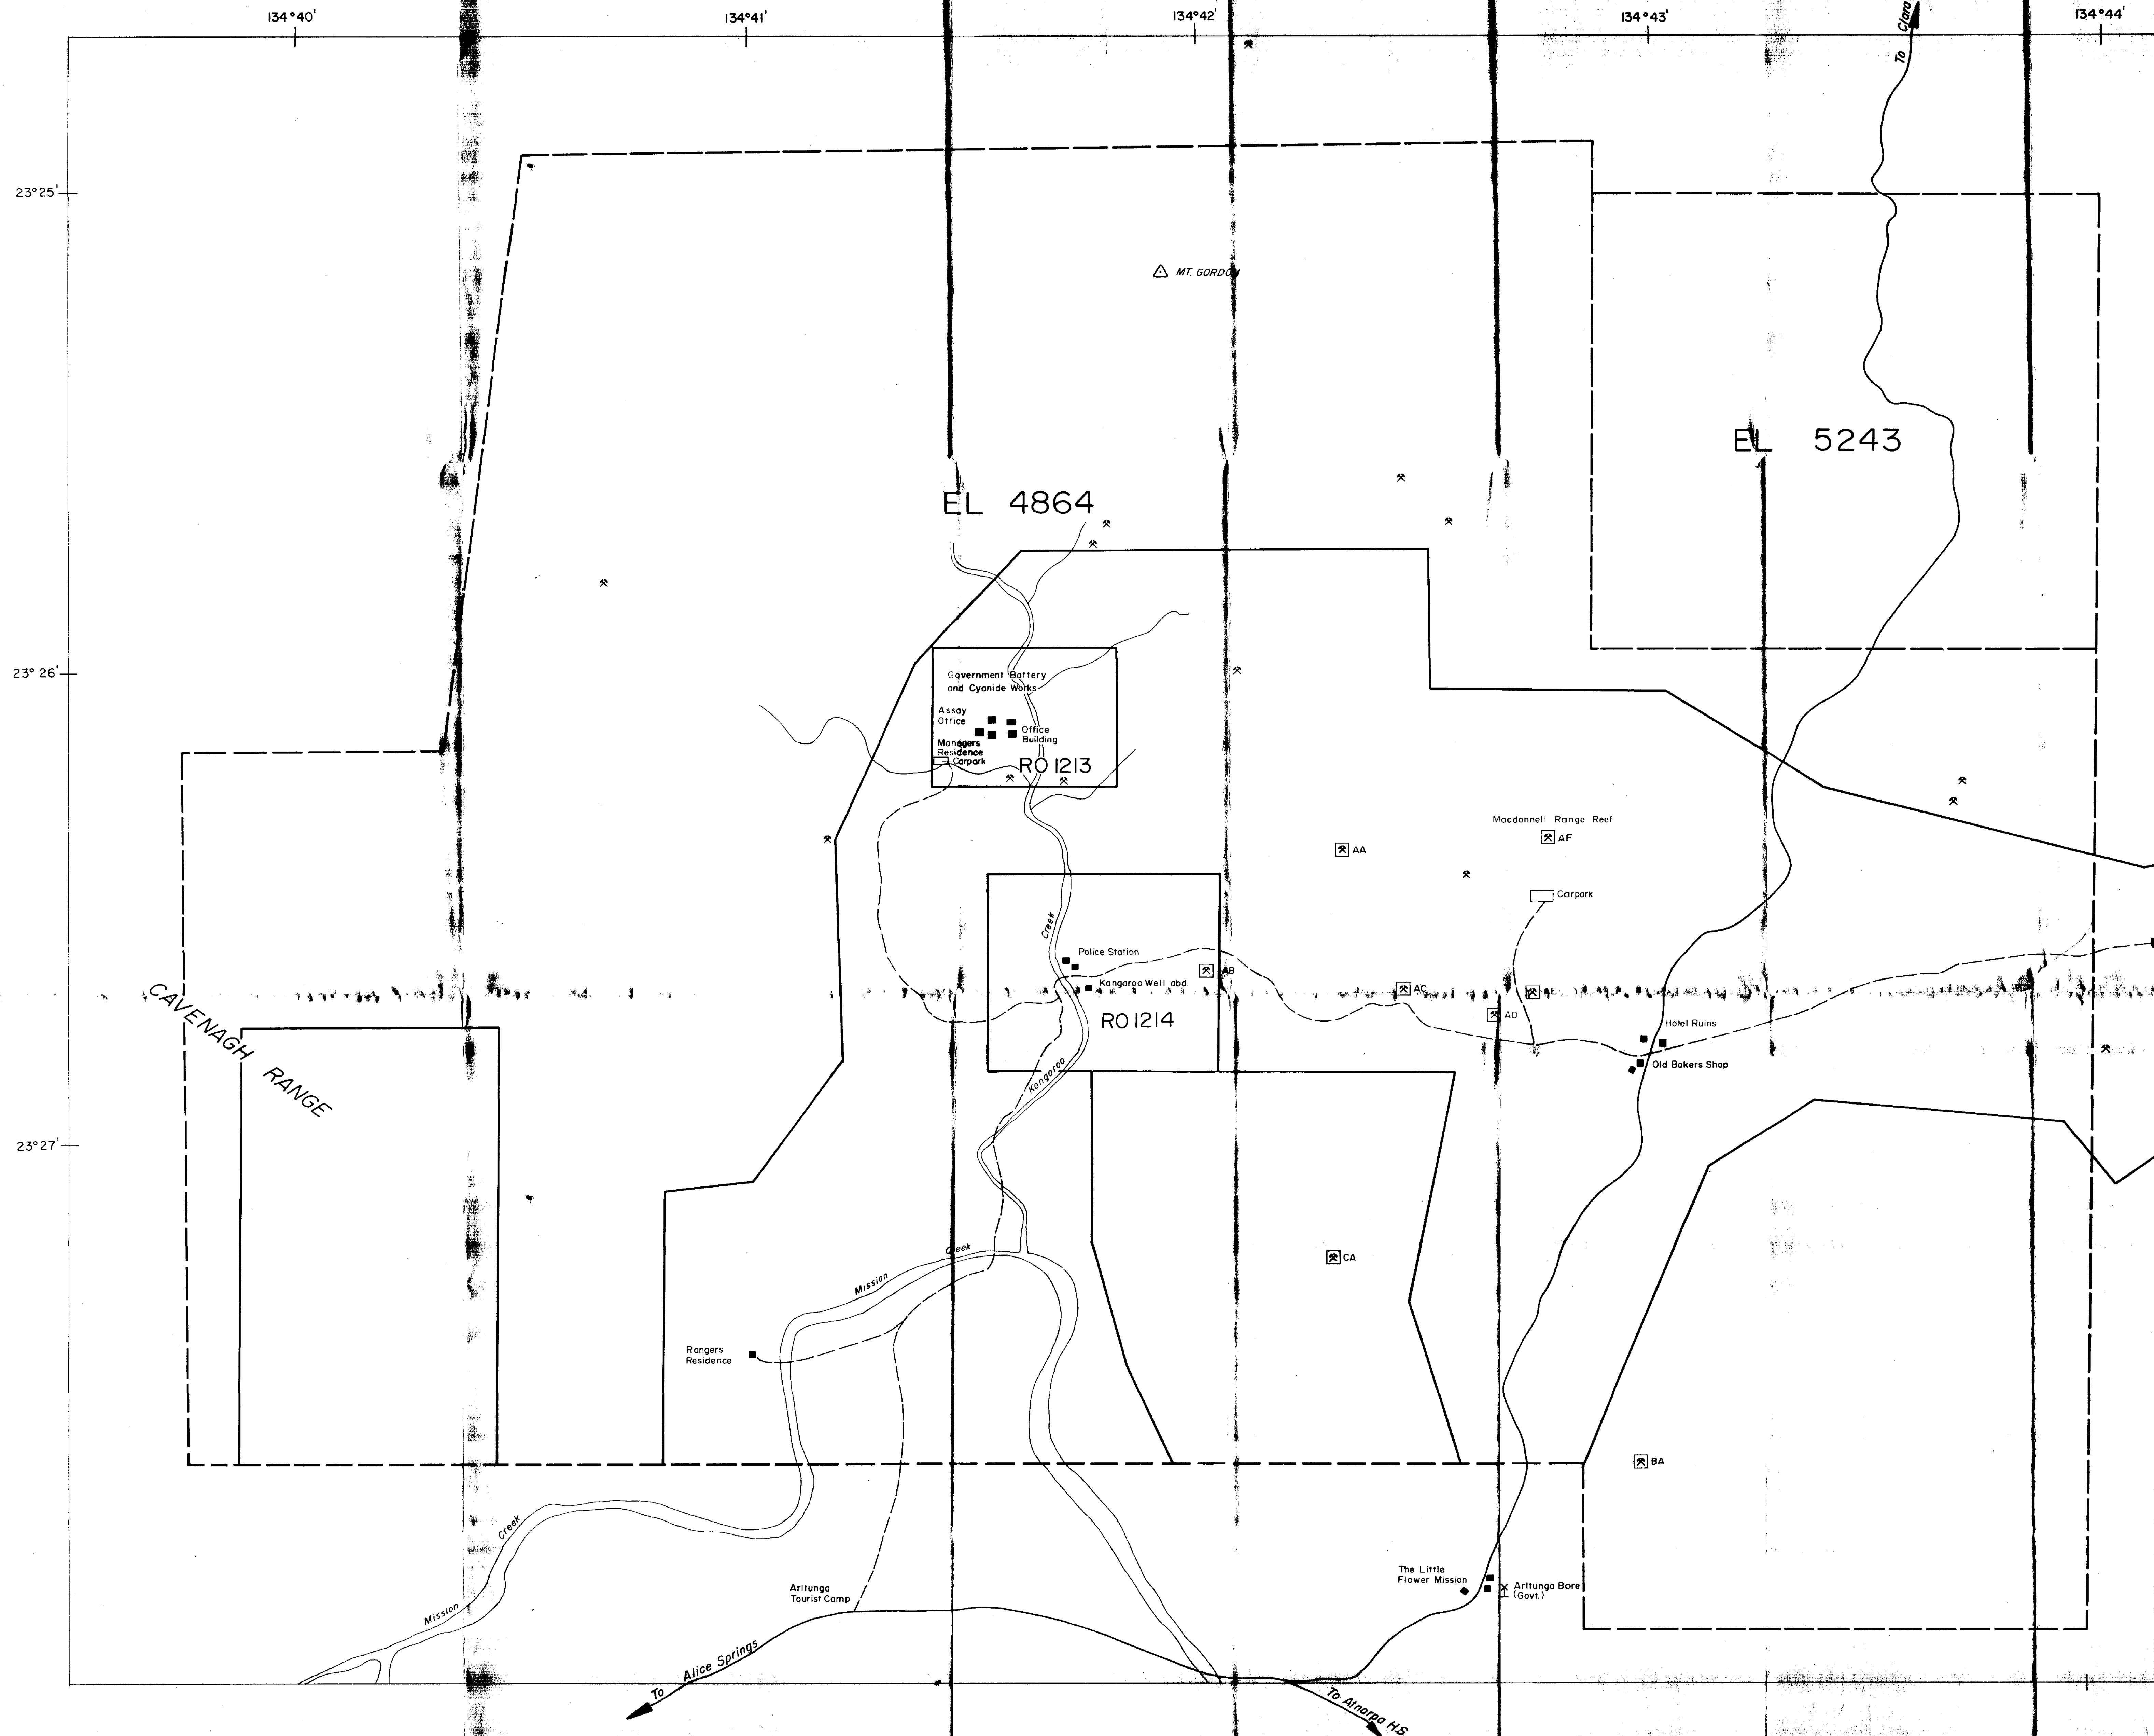 134°40'
134°41'
134°42'
134°43'
134°44'
To Clara
23°25'
MT. GORDON
EL 5243
EL 4864
23°26'
Government Battery
and Cyanide Works
Assay
Office
Office
Building
Managers
Residence
Carpark
RO 1213
Macdonnell Range Reef
AF
AA
Carpark
Creek
Police Station
AB
Kangaroo Well abd.
AC
AE
AD
CAVENAGH
RANGE
RO 1214
Hotel Ruins
Old Bakers Shop
Kangaroo
23°27'
Creek
CA
Mission
Rangers
Residence
BA
Creek
Mission
The Little
Flower Mission
Arltunga Bore
(Govt.)
Arltunga
Tourist Camp
To Alice Springs
To Atnarpa H.S